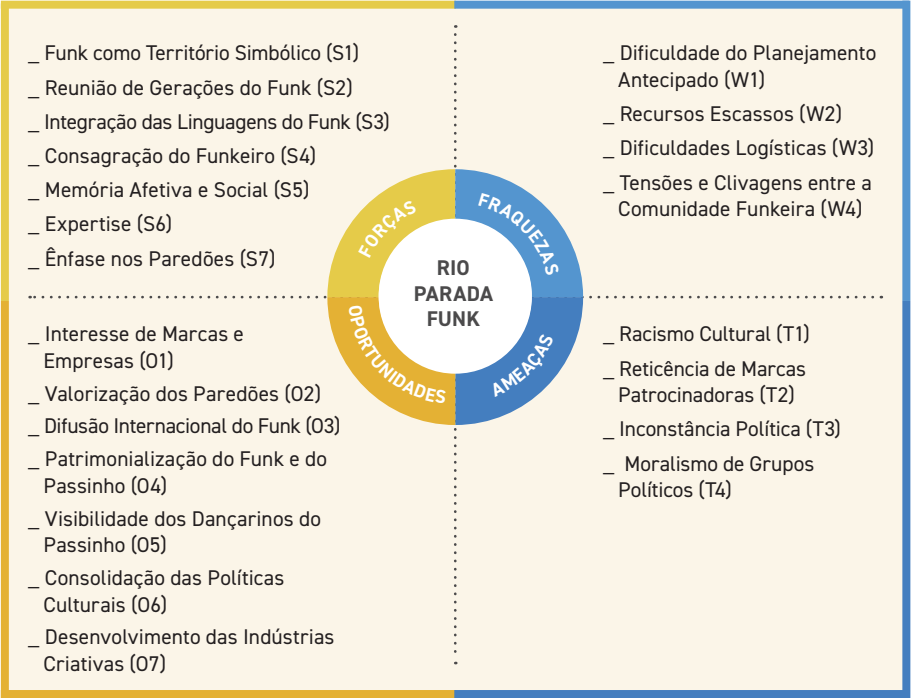 _ Funk como Território Simbólico (S1)
_ Reunião de Gerações do Funk (S2)
_ Integração das Linguagens do Funk (S3)
_ Consagração do Funkeiro (S4)
_ Memória Afetiva e Social (S5)
_ Expertise (S6)
_ Ênfase nos Paredões (S7)
_ Dificuldade do Planejamento
Antecipado (W1)
_ Recursos Escassos (W2)
_ Dificuldades Logísticas (W3)
_ Tensões e Clivagens entre a
Comunidade Funkeira (W4)
FORÇAS
FRAQUEZAS
RIO
PARADA
FUNK
OPORTUNIDADES
AMEAÇAS
_ Interesse de Marcas e
Empresas (O1)
_ Valorização dos Paredões (O2)
_ Difusão Internacional do Funk (O3)
_ Patrimonialização do Funk e do
Passinho (O4)
_ Visibilidade dos Dançarinos do
Passinho (O5)
_ Consolidação das Políticas
Culturais (O6)
_ Desenvolvimento das Indústrias
Criativas (O7)
_ Racismo Cultural (T1)
_ Reticência de Marcas
Patrocinadoras (T2)
_ Inconstância Política (T3)
_ Moralismo de Grupos
Políticos (T4)